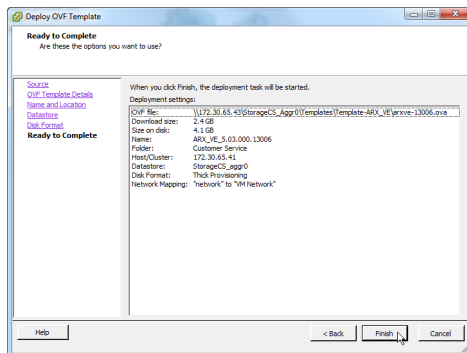 Deploy OVF Template
Ready to Complete
Are these the options you want to use?
Source
OVF Template Details
Name and Location
Datastore
Disk Format
Ready to Complete
When you click Finish, the deployment task will be started.
Deployment settings:
OVF file: \\172.30.65.43\StorageCS_Aggr0\Templates\Template-ARX_VE\arxve-13006.ova
Download size: 2.4 GB
Size on disk: 4.1 GB
Name: ARX_VE_5.03.000.13006
Folder: Customer Service
Host/Cluster: 172.30.65.41
Datastore: StorageCS_aggr0
Disk Format: Thick Provisioning
Network Mapping: "network" to "VM Network"
Help
< Back
Finish
Cancel